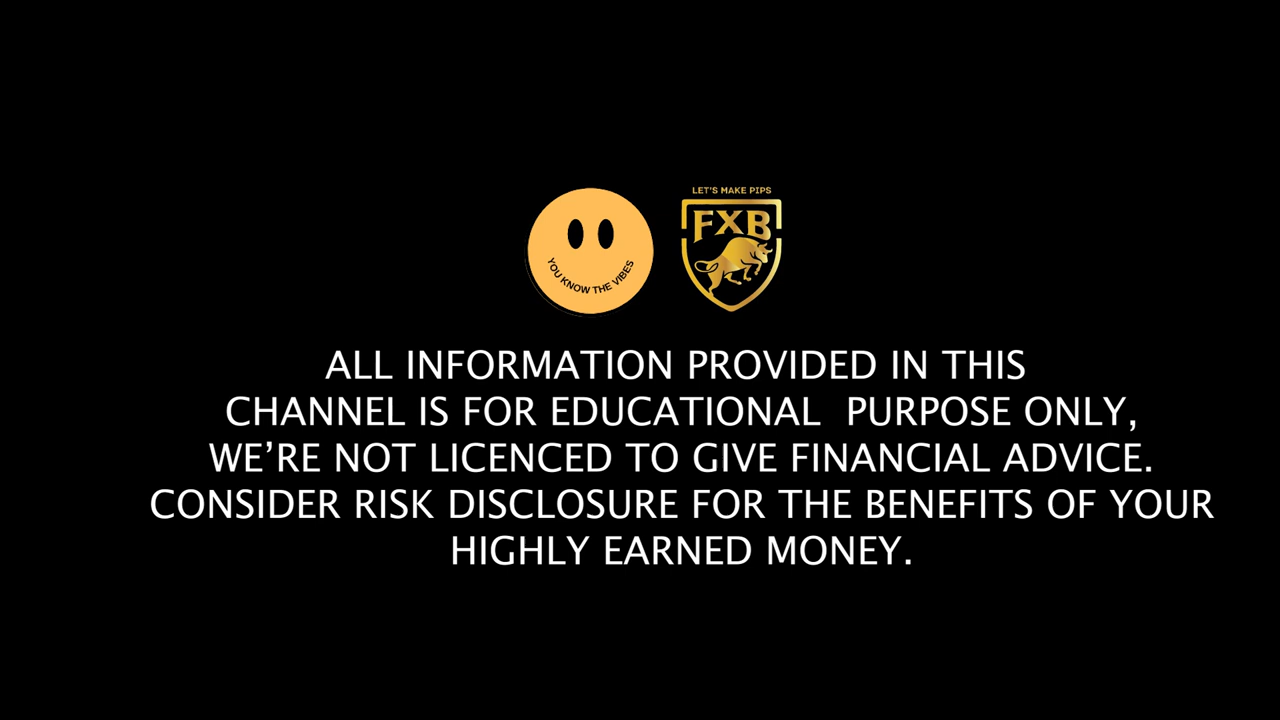 LET'S MAKE PIPS
FXB
YOU KNOW THE VIBES
ALL INFORMATION PROVIDED IN THIS
CHANNEL IS FOR EDUCATIONAL  PURPOSE ONLY,
WE’RE NOT LICENCED TO GIVE FINANCIAL ADVICE.
CONSIDER RISK DISCLOSURE FOR THE BENEFITS OF YOUR
HIGHLY EARNED MONEY.